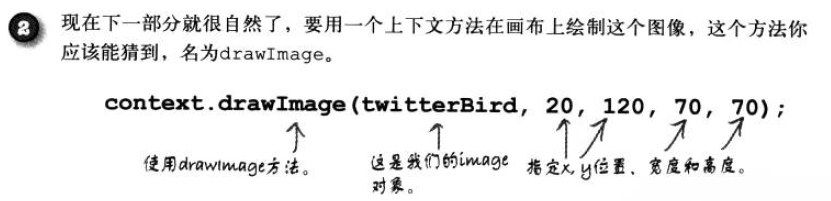 2 现在下一部分就很自然了，要用一个上下文方法在画布上绘制这个图像，这个方法你
应该能猜到，名为drawImage。
context.drawImage(twitterBird, 20, 120, 70, 70);
使用drawImage方法。 这是我们的image 指定x, y位置、宽度和高度。
对象。